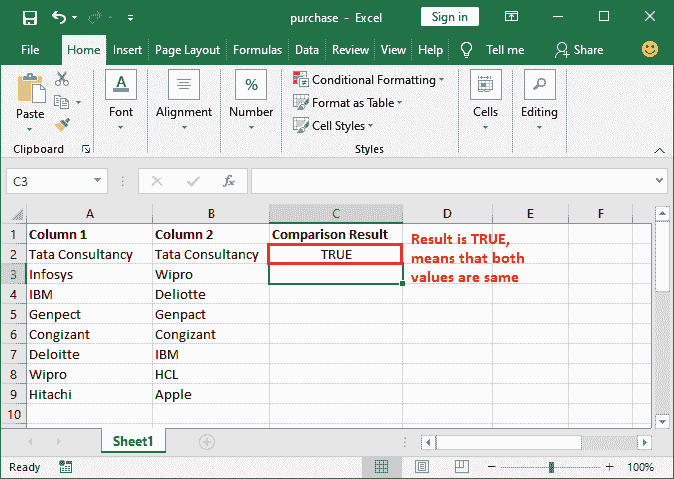 purchase - Excel
Sign in
File Home Insert Page Layout Formulas Data Review View Help Tell me Share
Paste
Clipboard
A
Font
Alignment
%
Number
Conditional Formatting
Format as Table
Cell Styles
Styles
Cells
Editing
C3
fx
A B C D E F
1 Column 1 Column 2 Comparison Result
2 Tata Consultancy Tata Consultancy TRUE
3 Infosys Wipro
4 IBM Deliotte
5 Genpect Genpact
6 Congizant Congizant
7 Deloitte IBM
8 Wipro HCL
9 Hitachi Apple
10
Result is TRUE,
means that both
values are same
Sheet1
Ready
100%